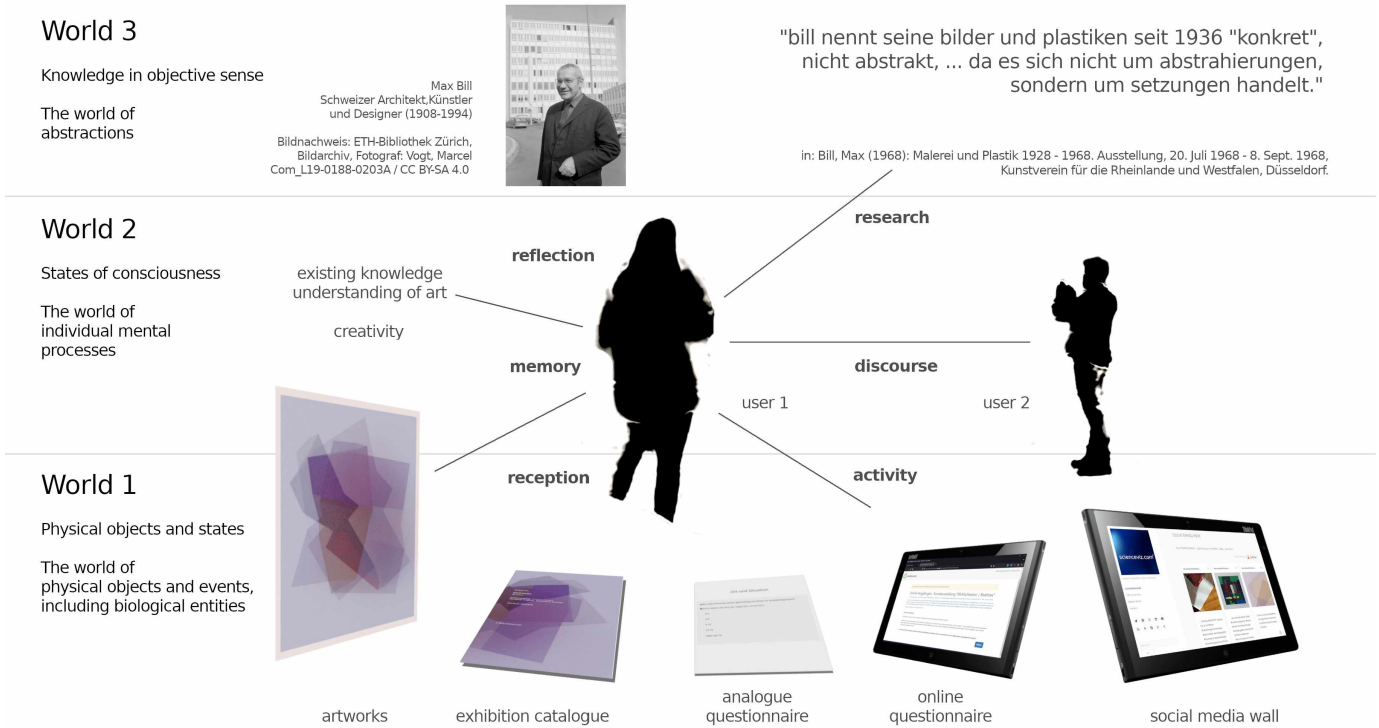 World 3
Knowledge in objective sense
The world of
abstractions
Max Bill
Schweizer Architekt,Künstler
und Designer (1908-1994)
Bildnachweis: ETH-Bibliothek Zürich,
Bildarchiv, Fotograf: Vogt, Marcel
Com_L19-0188-0203A / CC BY-SA 4.0
"bill nennt seine bilder und plastiken seit 1936 "konkret",
nicht abstrakt, ... da es sich nicht um abstrahierungen,
sondern um setzungen handelt."
in: Bill, Max (1968): Malerei und Plastik 1928 - 1968. Ausstellung, 20. Juli 1968 - 8. Sept. 1968,
Kunstverein für die Rheinlande und Westfalen, Düsseldorf.
World 2
States of consciousness
The world of
individual mental
processes
reflection
existing knowledge
understanding of art
creativity
memory
research
discourse
user 1
user 2
World 1
Physical objects and states
The world of
physical objects and events,
including biological entities
reception
activity
scienceviz.com
artworks
exhibition catalogue
analogue
questionnaire
online
questionnaire
social media wall